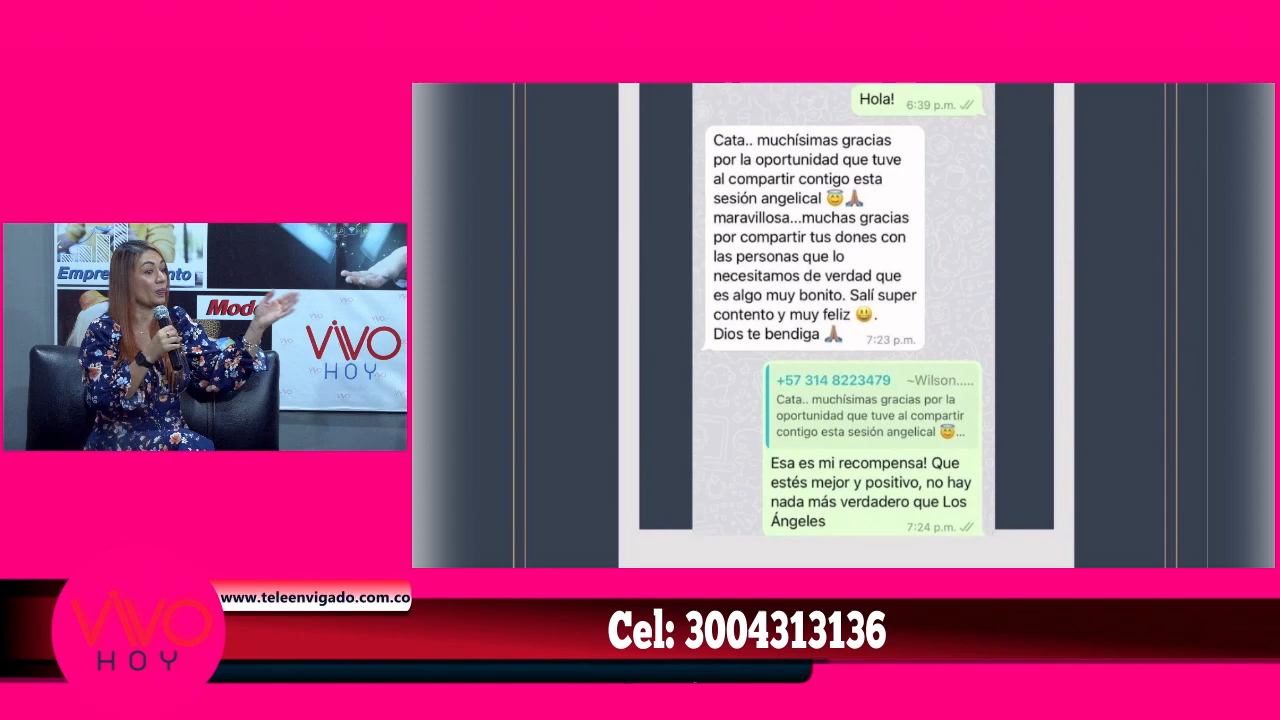 Hola!
6:39 p.m.
Cata.. muchísimas gracias
por la oportunidad que tuve
al compartir contigo esta
sesión angelical 😇🙏🏽
maravillosa...muchas gracias
por compartir tus dones con
las personas que lo
necesitamos de verdad que
es algo muy bonito. Salí super
contento y muy feliz 😃.
Dios te bendiga 🙏🏽
7:23 p.m.
+57 314 8223479 ~Wilson.....
Cata.. muchísimas gracias por la
oportunidad que tuve al compartir
contigo esta sesión angelical 😇...
Esa es mi recompensa! Que
estés mejor y positivo, no hay
nada más verdadero que Los
Ángeles
7:24 p.m.
VIVO
HOY
www.teleenvigado.com.co
VIVO
HOY
Cel: 3004313136